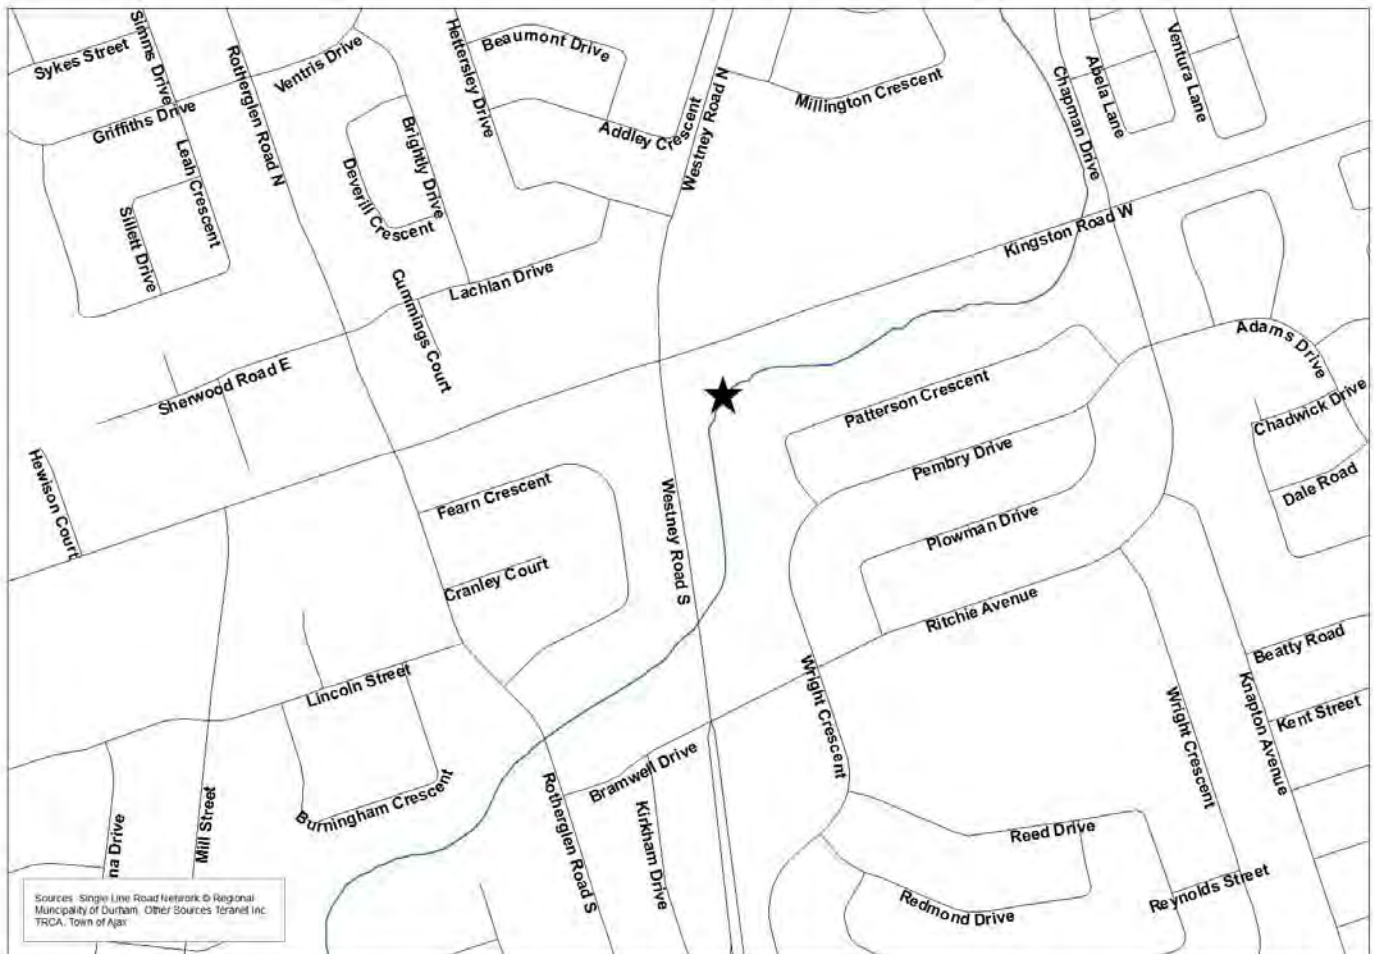 Sykes Street
Simms Drive
Griffiths Drive
Rotherglen Road N
Ventris Drive
Hettersley Drive
Beaumont Drive
Addley Crescent
Westney Road N
Millington Crescent
Chapman Drive
Abela Lane
Ventura Lane
Leah Crescent
Sillett Drive
Deverill Crescent
Brightly Drive
Kingston Road W
Lachlan Drive
Cummings Court
Sherwood Road E
Adams Drive
Patterson Crescent
Chadwick Drive
Hewison Court
Pembry Drive
Dale Road
Fearn Crescent
Plowman Drive
Westney Road S
Cranley Court
Ritchie Avenue
Beatty Road
Lincoln Street
Wright Crescent
Wright Crescent
Knapton Avenue
Kent Street
Bramwell Drive
Burningham Crescent
na Drive
Mill Street
Rotherglen Road S
Kirkham Drive
Reed Drive
Redmond Drive
Reynolds Street
Sources: Single Line Road Network © Regional
Municipality of Durham. Other Sources Teranet Inc.
TRCA, Town of Ajax